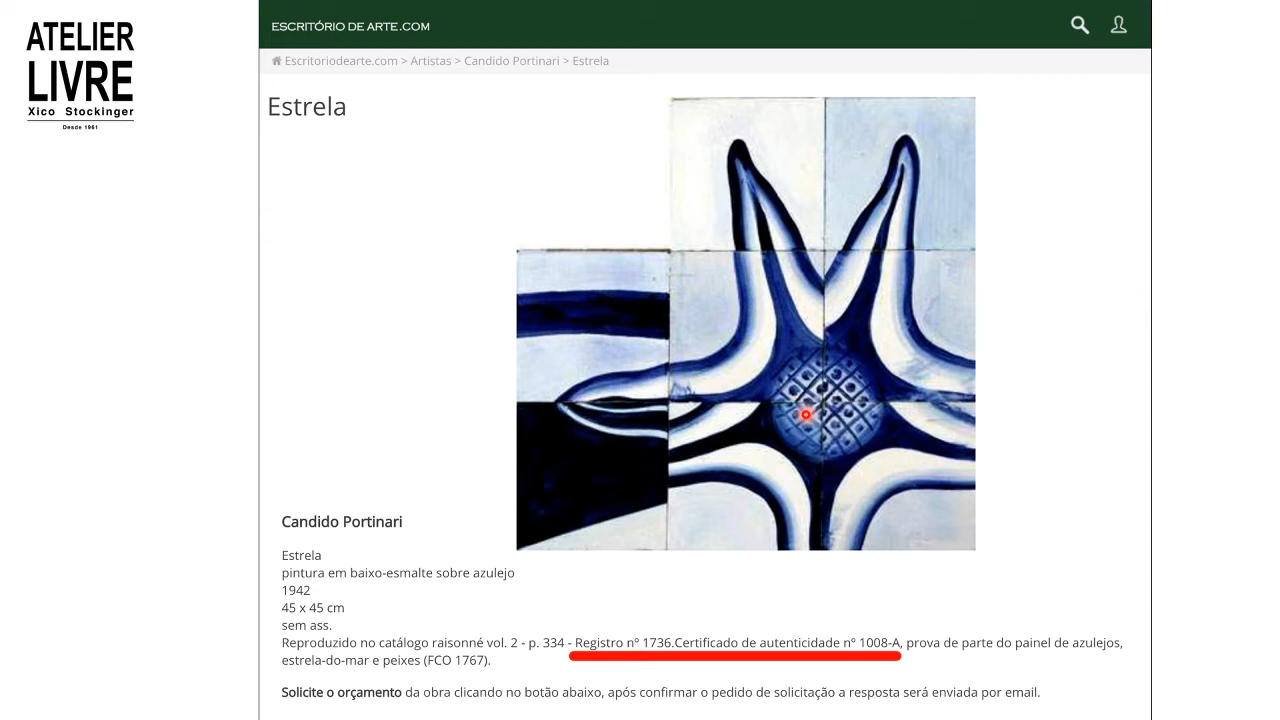 ATELIER
LIVRE
Xico Stockinger
Desde 1961
ESCRITÓRIO DE ARTE.COM
Escritoriodearte.com > Artistas > Candido Portinari > Estrela
Estrela
Candido Portinari
Estrela
pintura em baixo-esmalte sobre azulejo
1942
45 x 45 cm
sem ass.
Reproduzido no catálogo raisonné vol. 2 - p. 334 - Registro nº 1736.Certificado de autenticidade nº 1008-A, prova de parte do painel de azulejos,
estrela-do-mar e peixes (FCO 1767).
Solicite o orçamento da obra clicando no botão abaixo, após confirmar o pedido de solicitação a resposta será enviada por email.